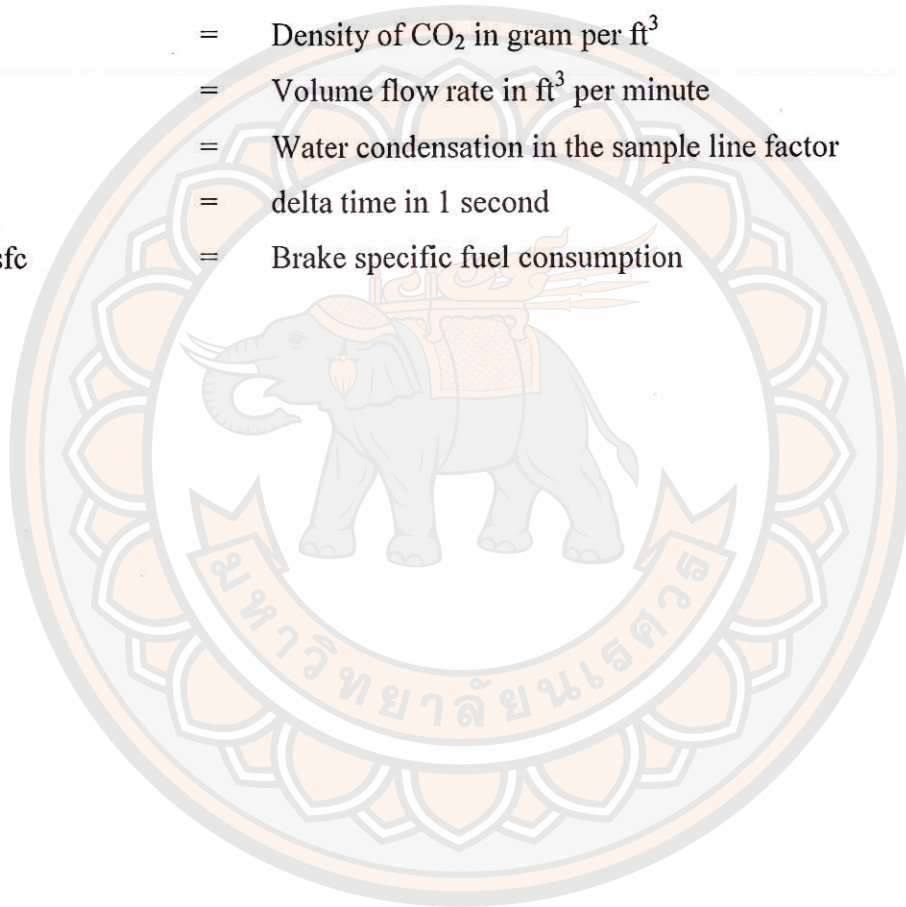 = Density of CO₂ in gram per ft³
= Volume flow rate in ft³ per minute
= Water condensation in the sample line factor
= delta time in 1 second
sfc = Brake specific fuel consumption
มหาวิทยาลัยนเรศวร